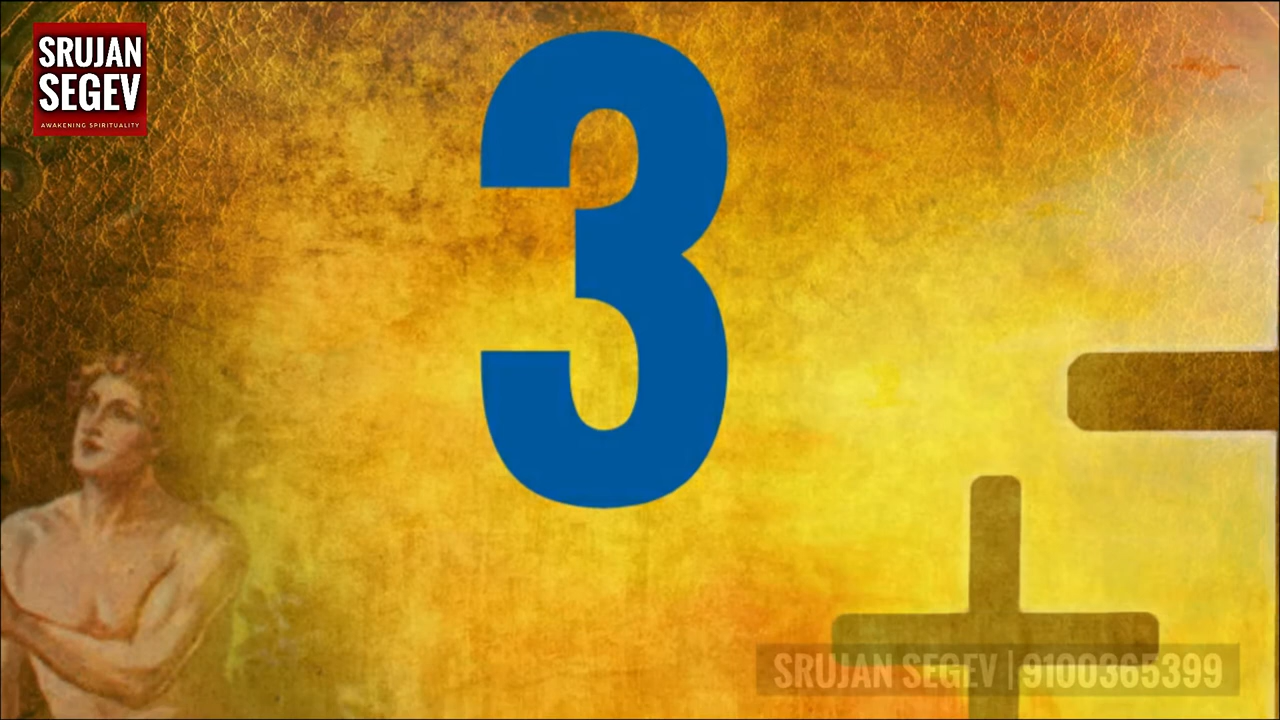 SRUJAN
SEGEV
AWAKENING SPIRITUALITY
3
SRUJAN SEGEV | 9100365399